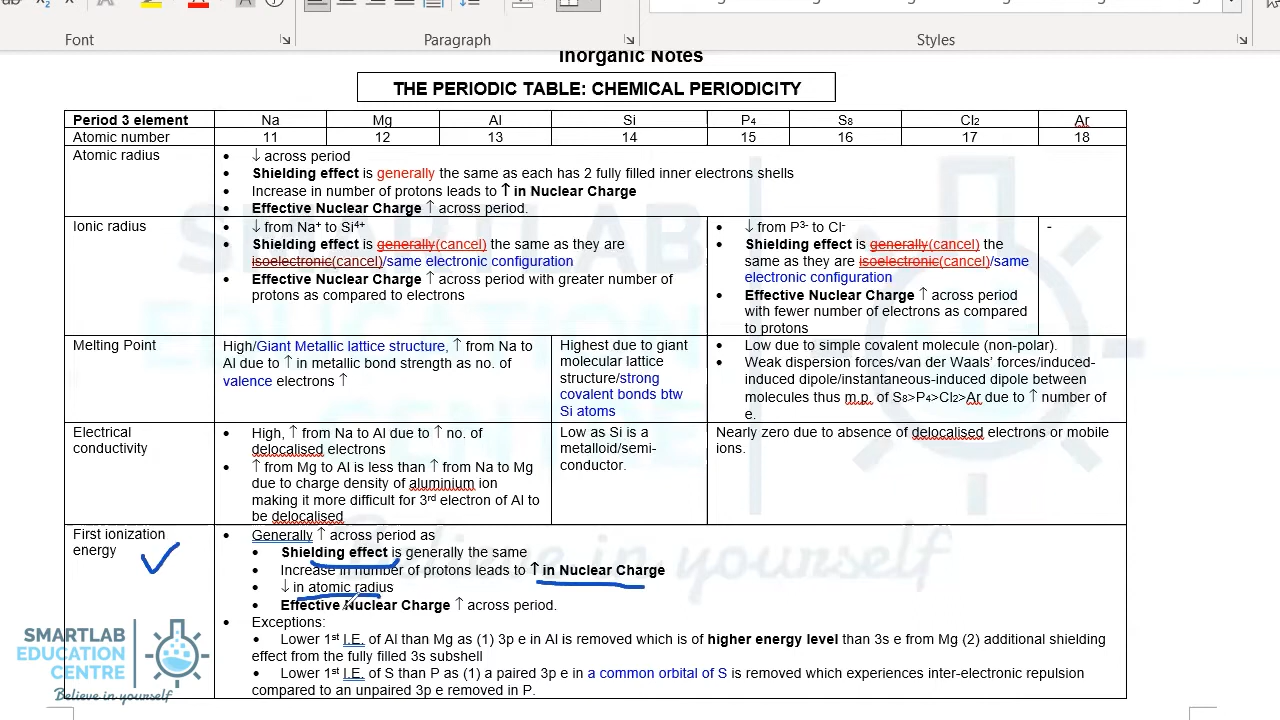 Font
Paragraph
Styles
Inorganic Notes
THE PERIODIC TABLE: CHEMICAL PERIODICITY
Period 3 element Na Mg Al Si P4 S8 Cl2 Ar
Atomic number 11 12 13 14 15 16 17 18
Atomic radius
• ↓ across period
• Shielding effect is generally the same as each has 2 fully filled inner electrons shells
• Increase in number of protons leads to ↑ in Nuclear Charge
• Effective Nuclear Charge ↑ across period.
Ionic radius
• ↓ from Na⁺ to Si⁴⁺
• Shielding effect is generally(cancel) the same as they are
isoelectronic(cancel)/same electronic configuration
• Effective Nuclear Charge ↑ across period with greater number of
protons as compared to electrons
• ↓ from P³⁻ to Cl⁻
• Shielding effect is generally(cancel) the
same as they are isoelectronic(cancel)/same
electronic configuration
• Effective Nuclear Charge ↑ across period
with fewer number of electrons as compared
to protons
-
Melting Point
High/Giant Metallic lattice structure, ↑ from Na to
Al due to ↑ in metallic bond strength as no. of
valence electrons ↑
Highest due to giant
molecular lattice
structure/strong
covalent bonds btw
Si atoms
• Low due to simple covalent molecule (non-polar).
• Weak dispersion forces/van der Waals' forces/induced-
induced dipole/instantaneous-induced dipole between
molecules thus m.p. of S8>P4>Cl2>Ar due to ↑ number of
e.
Electrical
conductivity
• High, ↑ from Na to Al due to ↑ no. of
delocalised electrons
• ↑ from Mg to Al is less than ↑ from Na to Mg
due to charge density of aluminium ion
making it more difficult for 3rd electron of Al to
be delocalised
Low as Si is a
metalloid/semi-
conductor.
Nearly zero due to absence of delocalised electrons or mobile
ions.
First ionization
energy
• Generally ↑ across period as
• Shielding effect is generally the same
• Increase in number of protons leads to ↑ in Nuclear Charge
• ↓ in atomic radius
• Effective Nuclear Charge ↑ across period.
• Exceptions:
• Lower 1st I.E. of Al than Mg as (1) 3p e in Al is removed which is of higher energy level than 3s e from Mg (2) additional shielding
effect from the fully filled 3s subshell
• Lower 1st I.E. of S than P as (1) a paired 3p e in a common orbital of S is removed which experiences inter-electronic repulsion
compared to an unpaired 3p e removed in P.
SMARTLAB
EDUCATION
CENTRE
Believe in yourself
SMARTLAB
EDUCATION
CENTRE
Believe in yourself